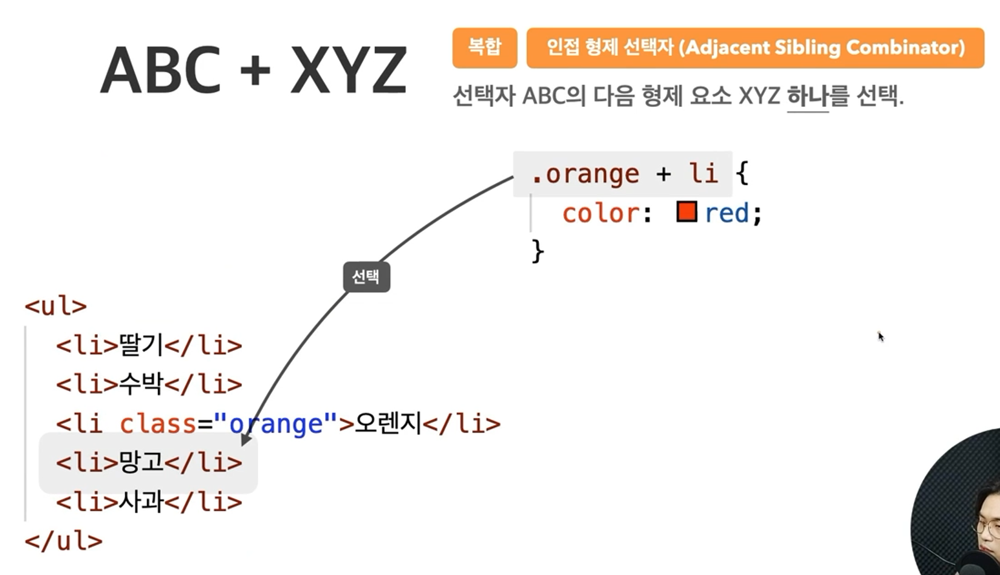 ABC + XYZ
복합
인접 형제 선택자 (Adjacent Sibling Combinator)
선택자 ABC의 다음 형제 요소 XYZ 하나를 선택.
.orange + li {
color: red;
}
선택
<ul>
<li>딸기</li>
<li>수박</li>
<li class="orange">오렌지</li>
<li>망고</li>
<li>사과</li>
</ul>